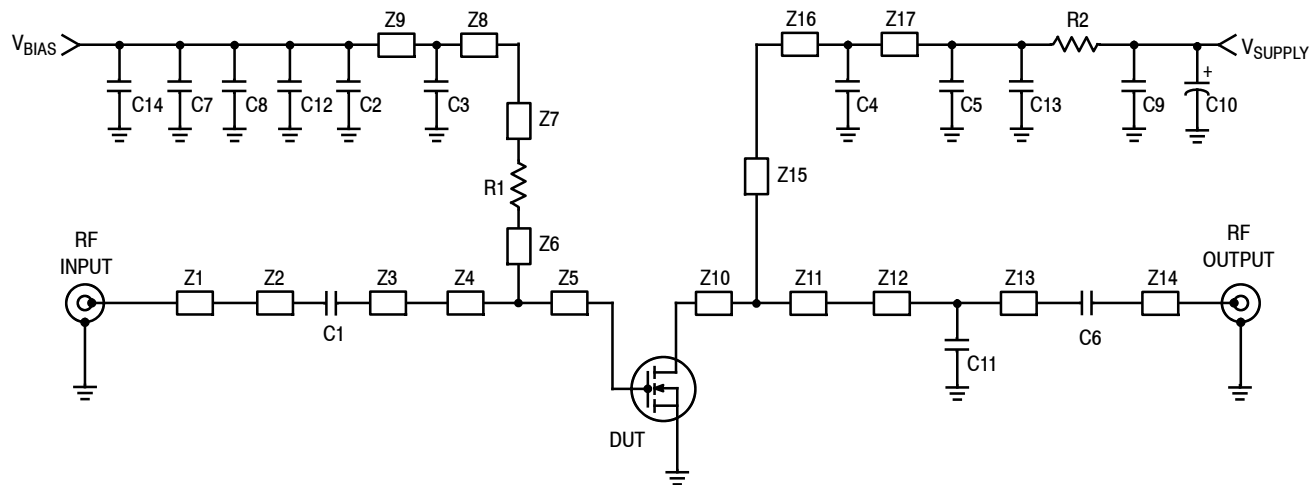 Z9 Z8 Z16 Z17 R2
VBIAS VSUPPLY
C14 C7 C8 C12 C2 C3 C4 C5 C13 C9 + C10
Z7
R1 Z15
Z6
RF INPUT
Z1 Z2 C1 Z3 Z4 Z5
Z10 Z11 Z12 Z13 C6 Z14
RF OUTPUT
C11
DUT